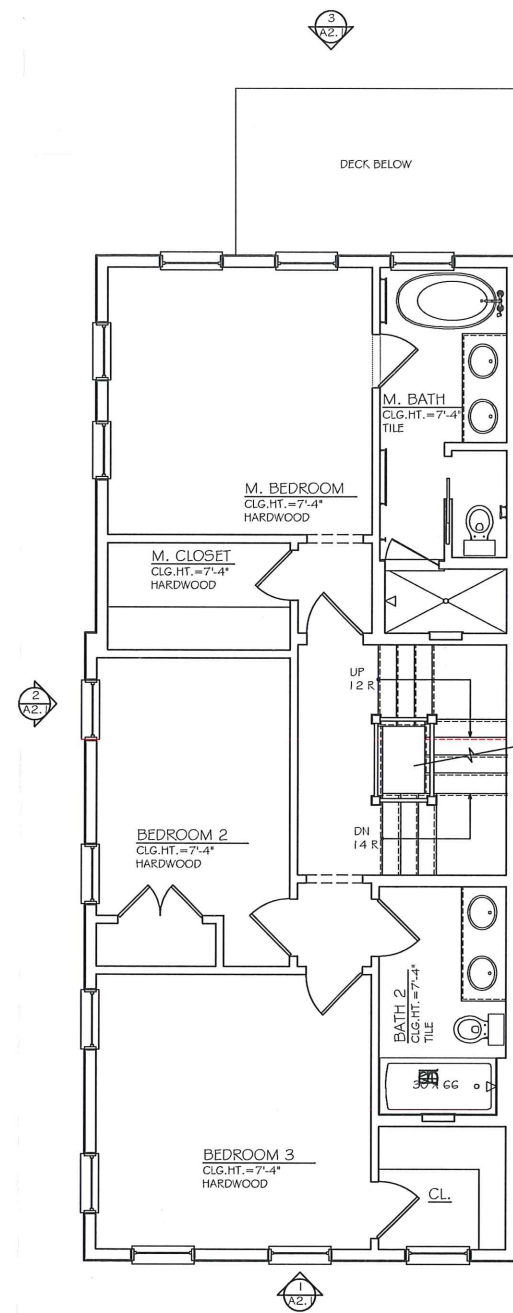 3
A2.1
DECK BELOW
M. BATH
CLG.HT.=7'-4"
TILE
M. BEDROOM
CLG.HT.=7'-4"
HARDWOOD
M. CLOSET
CLG.HT.=7'-4"
HARDWOOD
UP
12 R
2
A2.1
DN
14 R
BEDROOM 2
CLG.HT.=7'-4"
HARDWOOD
BATH 2
CLG.HT.=7'-4"
TILE
30 X 66
BEDROOM 3
CLG.HT.=7'-4"
HARDWOOD
CL.
1
A2.1